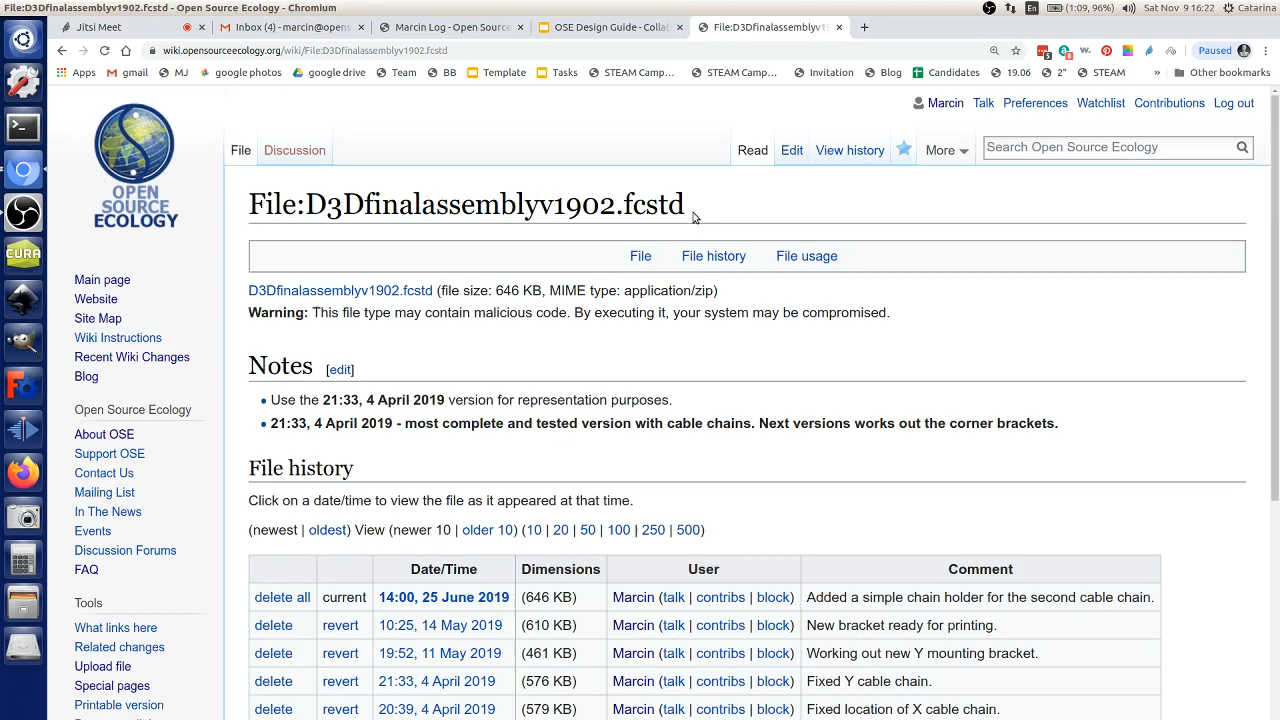 File:D3Dfinalassemblyv1902.fcstd - Open Source Ecology - Chromium
En (1:09, 96%) Sat Nov 9 16:22 Catarina
Jitsi Meet
Inbox (4) - marcin@opens
Marcin Log - Open Source
OSE Design Guide - Collab
File:D3Dfinalassemblyv1
wiki.opensourceecology.org/wiki/File:D3Dfinalassemblyv1902.fcstd
Paused
Apps gmail MJ google photos google drive Team BB Template Tasks STEAM Camp... STEAM Camp... Invitation Blog Candidates 19.06 2" STEAM » Other bookmarks
Marcin Talk Preferences Watchlist Contributions Log out
File Discussion Read Edit View history More Search Open Source Ecology
OPEN
SOURCE
ECOLOGY
CURA
Main page
Website
Site Map
Wiki Instructions
Recent Wiki Changes
Blog
Open Source Ecology
About OSE
Support OSE
Contact Us
Mailing List
In The News
Events
Discussion Forums
FAQ
Tools
What links here
Related changes
Upload file
Special pages
Printable version
File:D3Dfinalassemblyv1902.fcstd
File File history File usage
D3Dfinalassemblyv1902.fcstd (file size: 646 KB, MIME type: application/zip)
Warning: This file type may contain malicious code. By executing it, your system may be compromised.
Notes [edit]
• Use the 21:33, 4 April 2019 version for representation purposes.
• 21:33, 4 April 2019 - most complete and tested version with cable chains. Next versions works out the corner brackets.
File history
Click on a date/time to view the file as it appeared at that time.
(newest | oldest) View (newer 10 | older 10) (10 | 20 | 50 | 100 | 250 | 500)
Date/Time Dimensions User Comment
delete all current 14:00, 25 June 2019 (646 KB) Marcin (talk | contribs | block) Added a simple chain holder for the second cable chain.
delete revert 10:25, 14 May 2019 (610 KB) Marcin (talk | contribs | block) New bracket ready for printing.
delete revert 19:52, 11 May 2019 (461 KB) Marcin (talk | contribs | block) Working out new Y mounting bracket.
delete revert 21:33, 4 April 2019 (576 KB) Marcin (talk | contribs | block) Fixed Y cable chain.
delete revert 20:39, 4 April 2019 (579 KB) Marcin (talk | contribs | block) Fixed location of X cable chain.